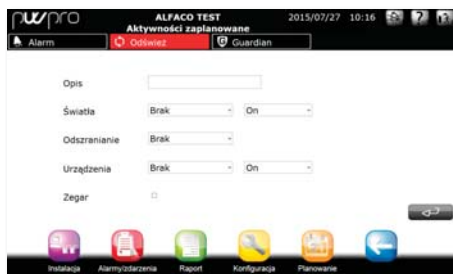 pwpro ALFACO TEST 2015/07/27 10:16
Aktywności zaplanowane
Alarm Odśwież Guardian
Opis
Światła Brak On
Odszranianie Brak
Urządzenia Brak On
Zegar
Instalacja Alarmy/zdarzenia Raport Konfiguracja Planowanie